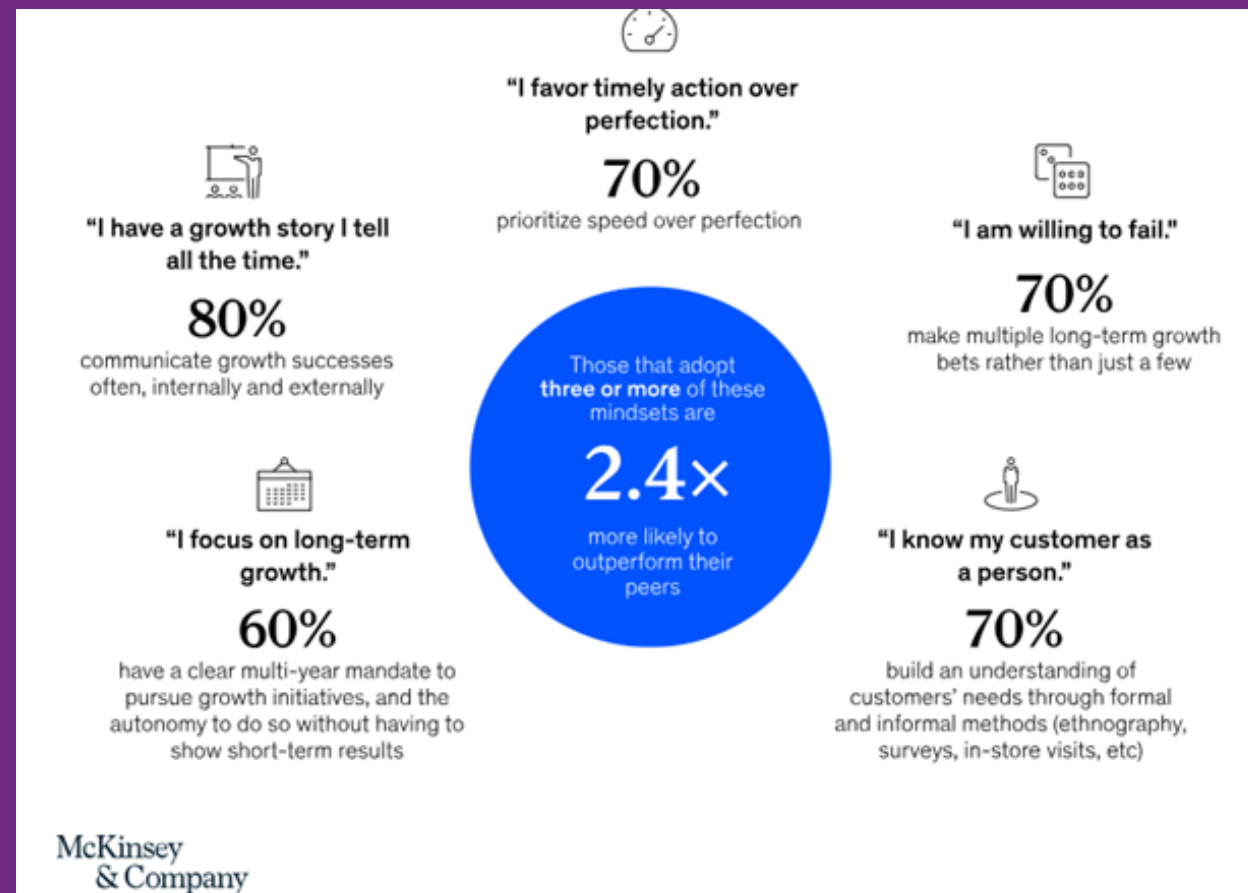 “I favor timely action over
perfection.”
70%
prioritize speed over perfection
“I have a growth story I tell
all the time.”
80%
communicate growth successes
often, internally and externally
“I am willing to fail."
70%
make multiple long-term growth
bets rather than just a few
Those that adopt
three or more of these
mindsets are
2.4×
more likely to
outperform their
peers
“I focus on long-term
growth.”
60%
have a clear multi-year mandate to
pursue growth initiatives, and the
autonomy to do so without having to
show short-term results
“I know my customer as
a person.”
70%
build an understanding of
customers’ needs through formal
and informal methods (ethnography,
surveys, in-store visits, etc)
McKinsey
& Company